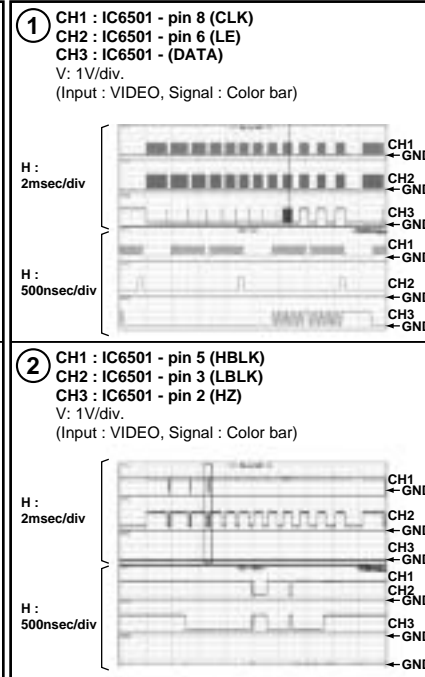 1
CH1 : IC6501 - pin 8 (CLK)
CH2 : IC6501 - pin 6 (LE)
CH3 : IC6501 - (DATA)
V: 1V/div.
(Input : VIDEO, Signal : Color bar)
H :
2msec/div
CH1
GND
CH2
GND
CH3
GND
H :
500nsec/div
CH1
GND
CH2
GND
CH3
GND
2
CH1 : IC6501 - pin 5 (HBLK)
CH2 : IC6501 - pin 3 (LBLK)
CH3 : IC6501 - pin 2 (HZ)
V: 1V/div.
(Input : VIDEO, Signal : Color bar)
H :
2msec/div
CH1
GND
CH2
GND
CH3
GND
H :
500nsec/div
CH1
CH2
GND
CH3
GND
GND